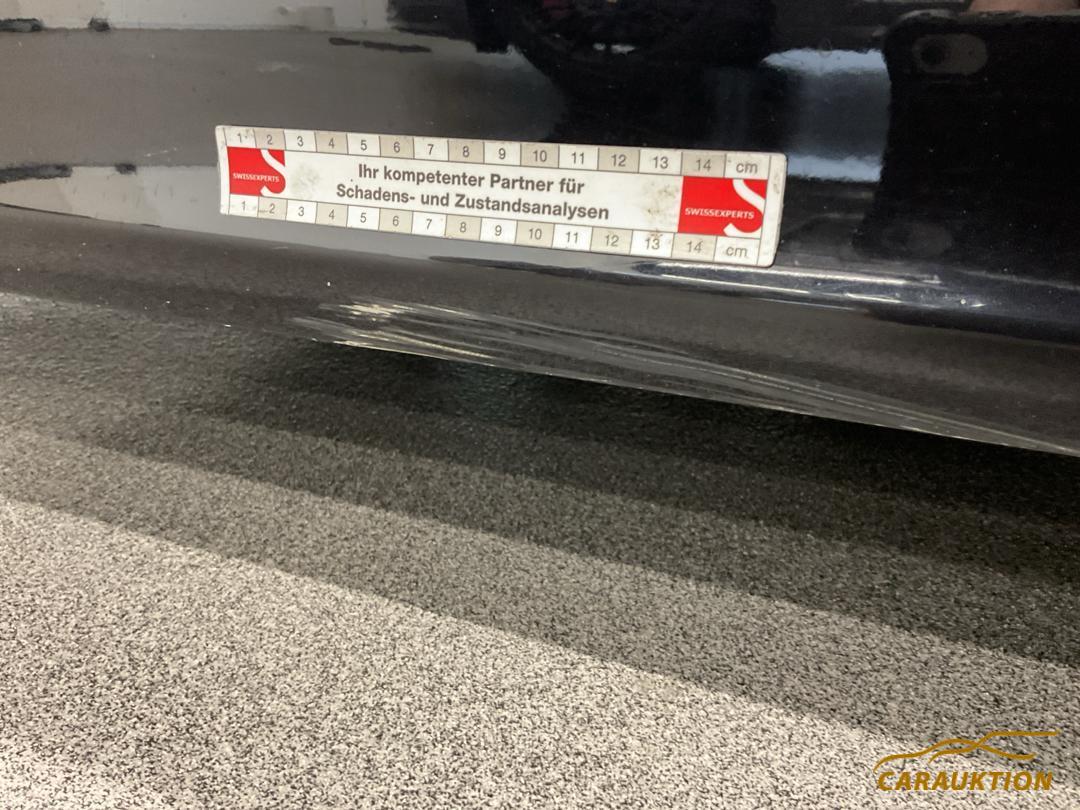 1 2 3 4 5 6 7 8 9 10 11 12 13 14 cm
SWISSEXPERTS
Ihr kompetenter Partner für
Schadens- und Zustandsanalysen
SWISSEXPERTS
1 2 3 4 5 6 7 8 9 10 11 12 13 14 cm
CARAUKTION